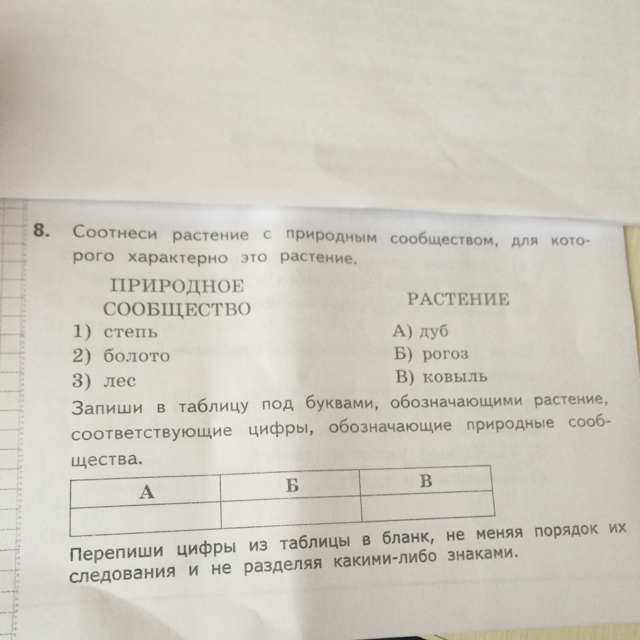 8. Соотнеси растение с природным сообществом, для кото-
рого характерно это растение.
ПРИРОДНОЕ
СООБЩЕСТВО
РАСТЕНИЕ
1) степь
А) дуб
2) болото
Б) рогоз
3) лес
В) ковыль
Запиши в таблицу под буквами, обозначающими растение,
соответствующие цифры, обозначающие природные сооб-
щества.
А Б В
Перепиши цифры из таблицы в бланк, не меняя порядок их
следования и не разделяя какими-либо знаками.